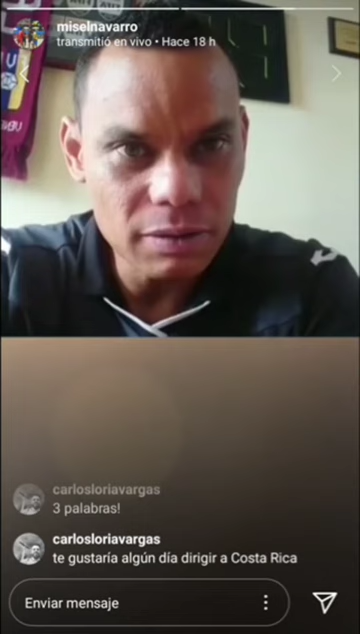 miselnavarro
transmitió en vivo • Hace 18 h
carlosloriavargas
3 palabras!
carlosloriavargas
te gustaría algún día dirigir a Costa Rica
Enviar mensaje